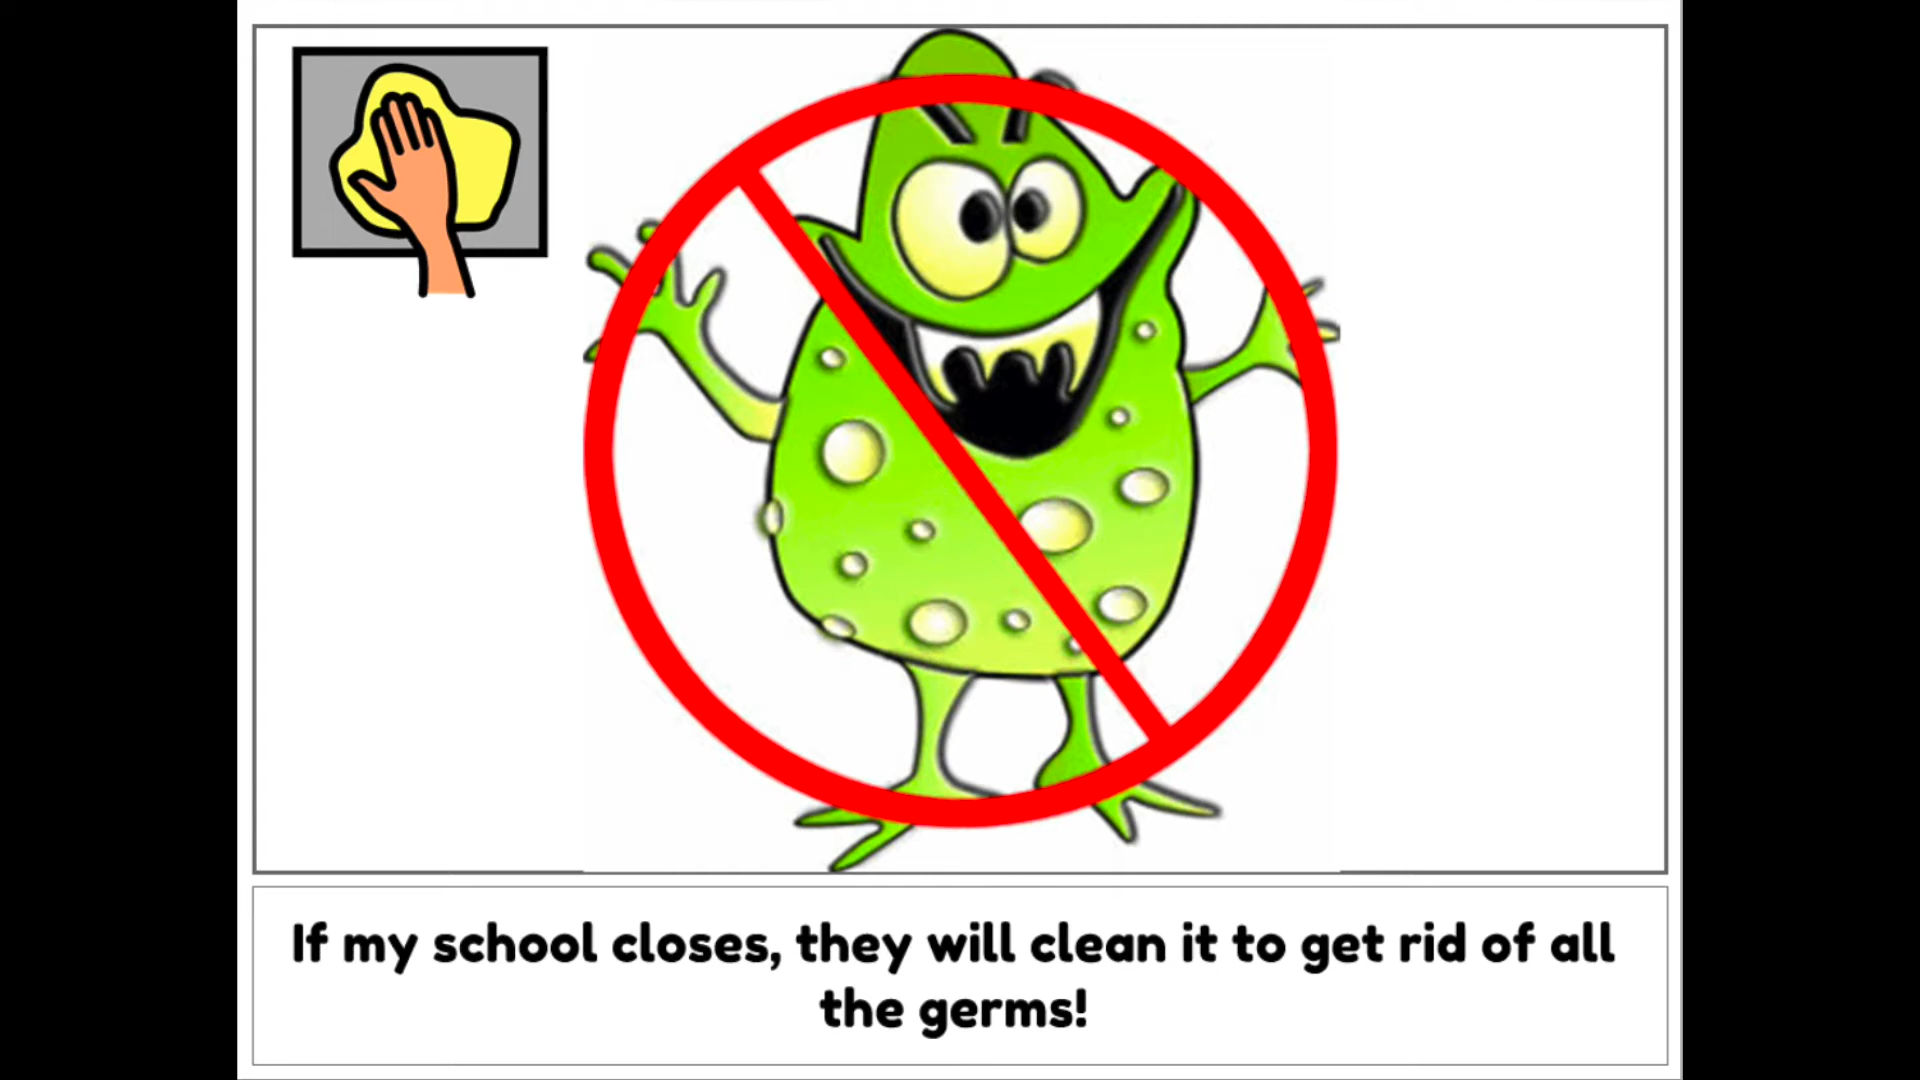 If my school closes, they will clean it to get rid of all
the germs!